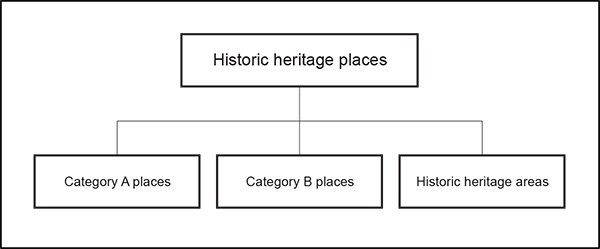 Historic heritage places
Category A places
Category B places
Historic heritage areas